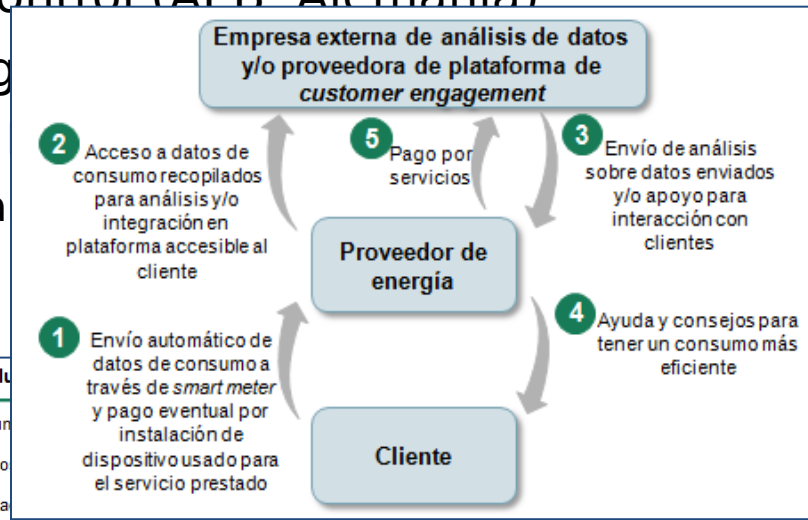 Empresa externa de análisis de datos
y/o proveedora de plataforma de
customer engagement
2
Acceso a datos de
consumo recopilados
para análisis y/o
integración en
plataforma accesible al
cliente
5
Pago por
servicios
3
Envío de análisis
sobre datos enviados
y/o apoyo para
interacción con
clientes
Proveedor de
energía
1
Envío automático de
datos de consumo a
través de smart meter
y pago eventual por
instalación de
dispositivo usado para
el servicio prestado
4
Ayuda y consejos para
tener un consumo más
eficiente
Cliente